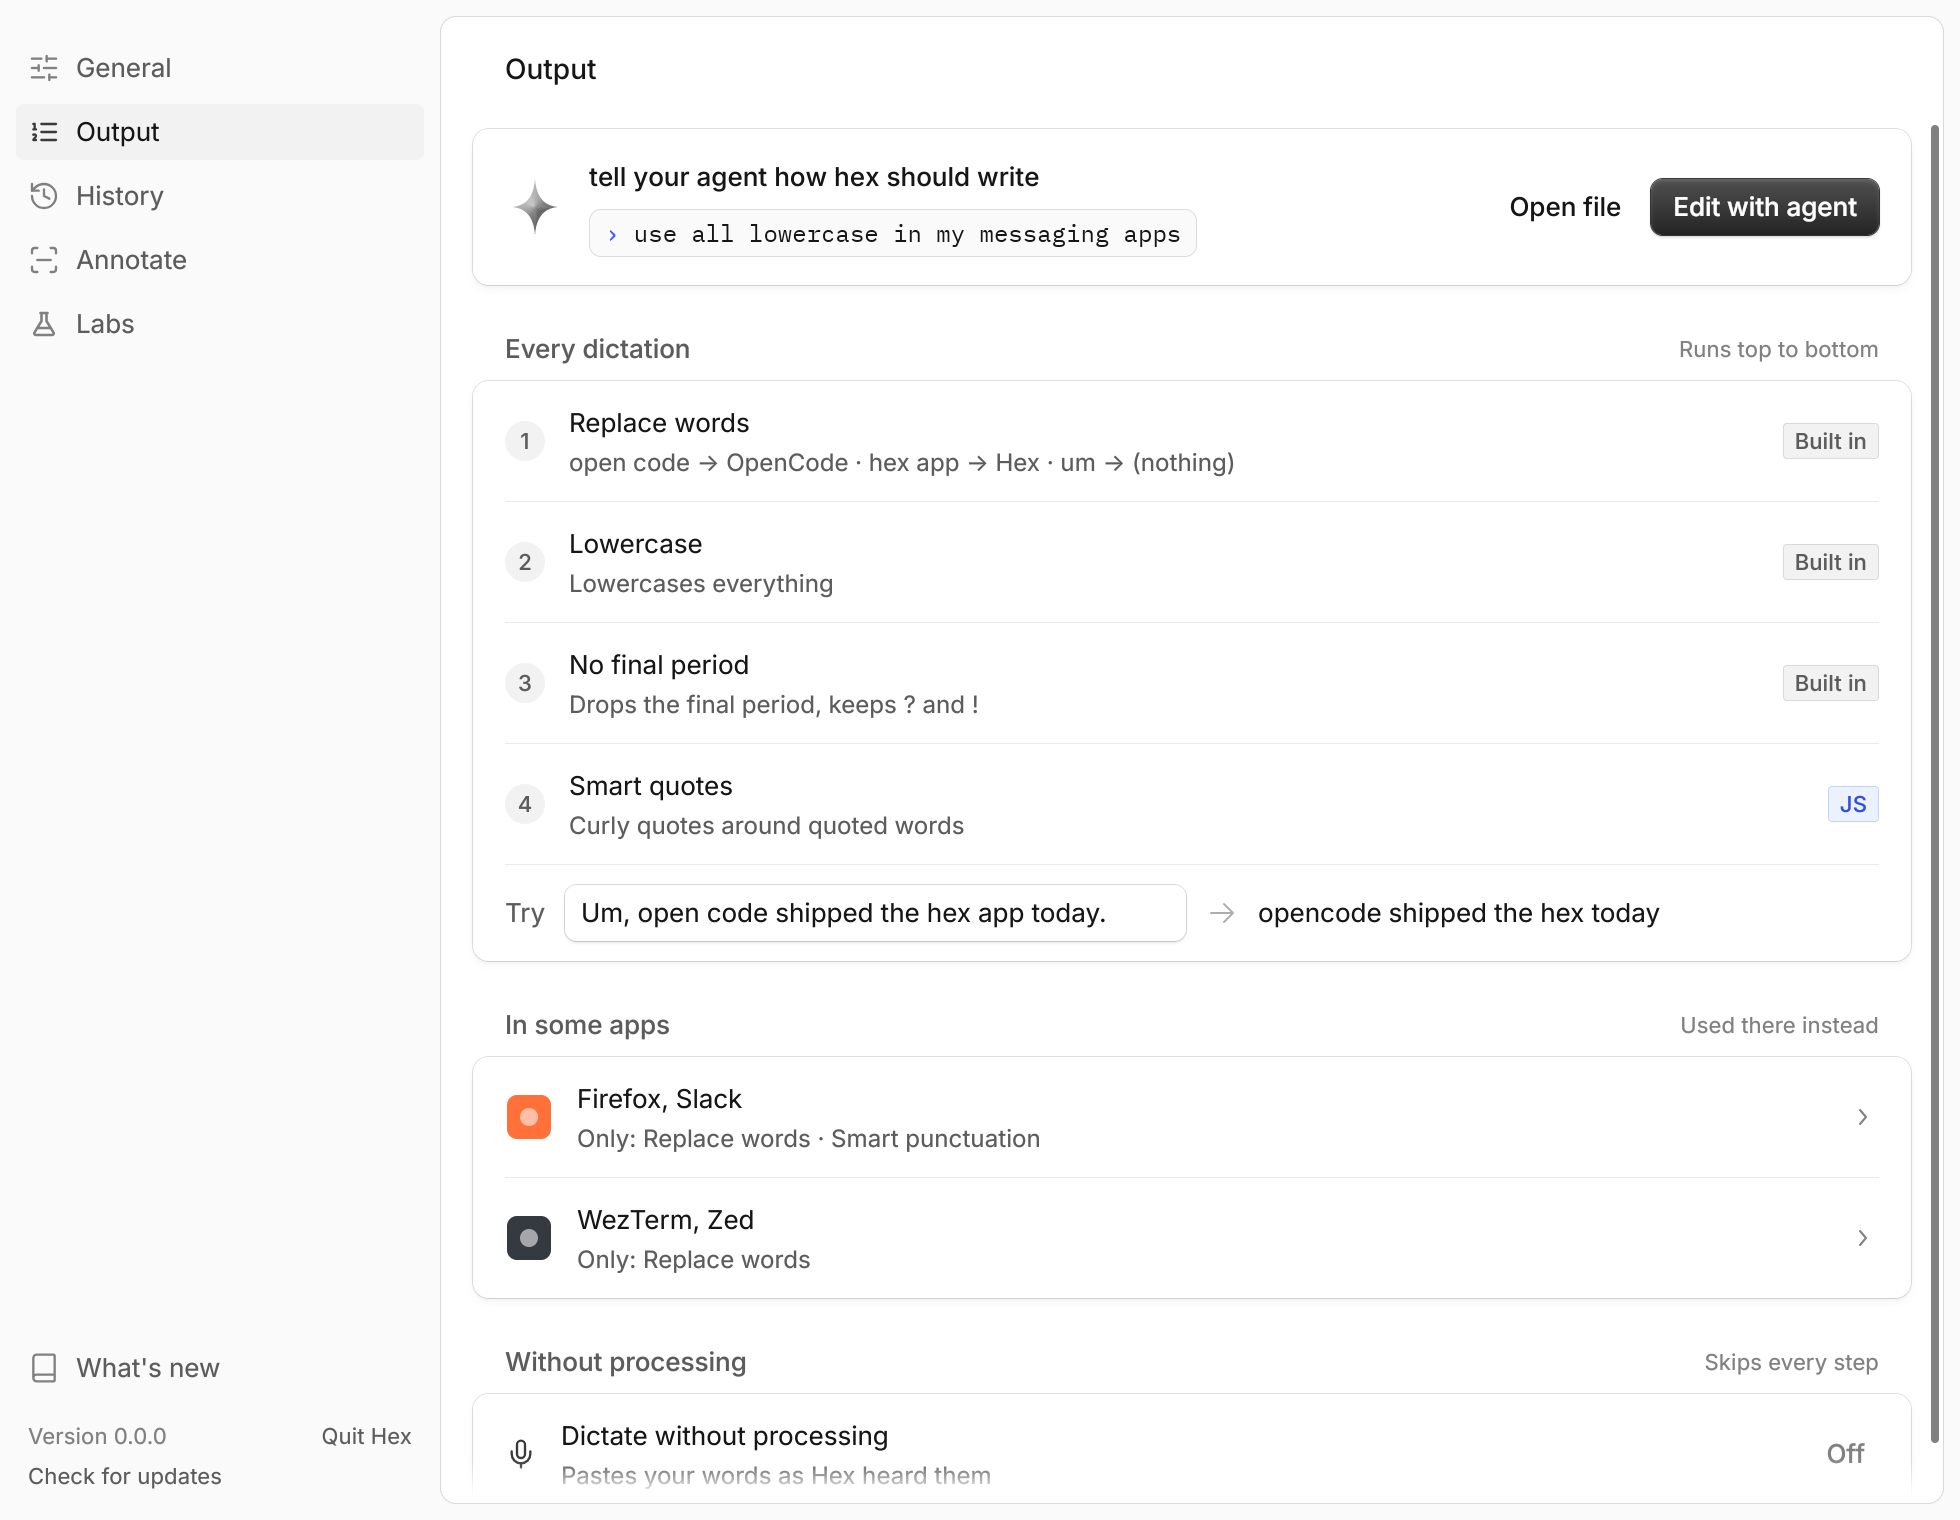 General
Output
History
Annotate
Labs
What's new
Version 0.0.0
Quit Hex
Check for updates
Output
tell your agent how hex should write
› use all lowercase in my messaging apps
Open file
Edit with agent
Every dictation
Runs top to bottom
1
Replace words
open code → OpenCode · hex app → Hex · um → (nothing)
Built in
2
Lowercase
Lowercases everything
Built in
3
No final period
Drops the final period, keeps ? and !
Built in
4
Smart quotes
Curly quotes around quoted words
JS
Try
Um, open code shipped the hex app today.
→ opencode shipped the hex today
In some apps
Used there instead
Firefox, Slack
Only: Replace words · Smart punctuation
WezTerm, Zed
Only: Replace words
Without processing
Skips every step
Dictate without processing
Pastes your words as Hex heard them
Off